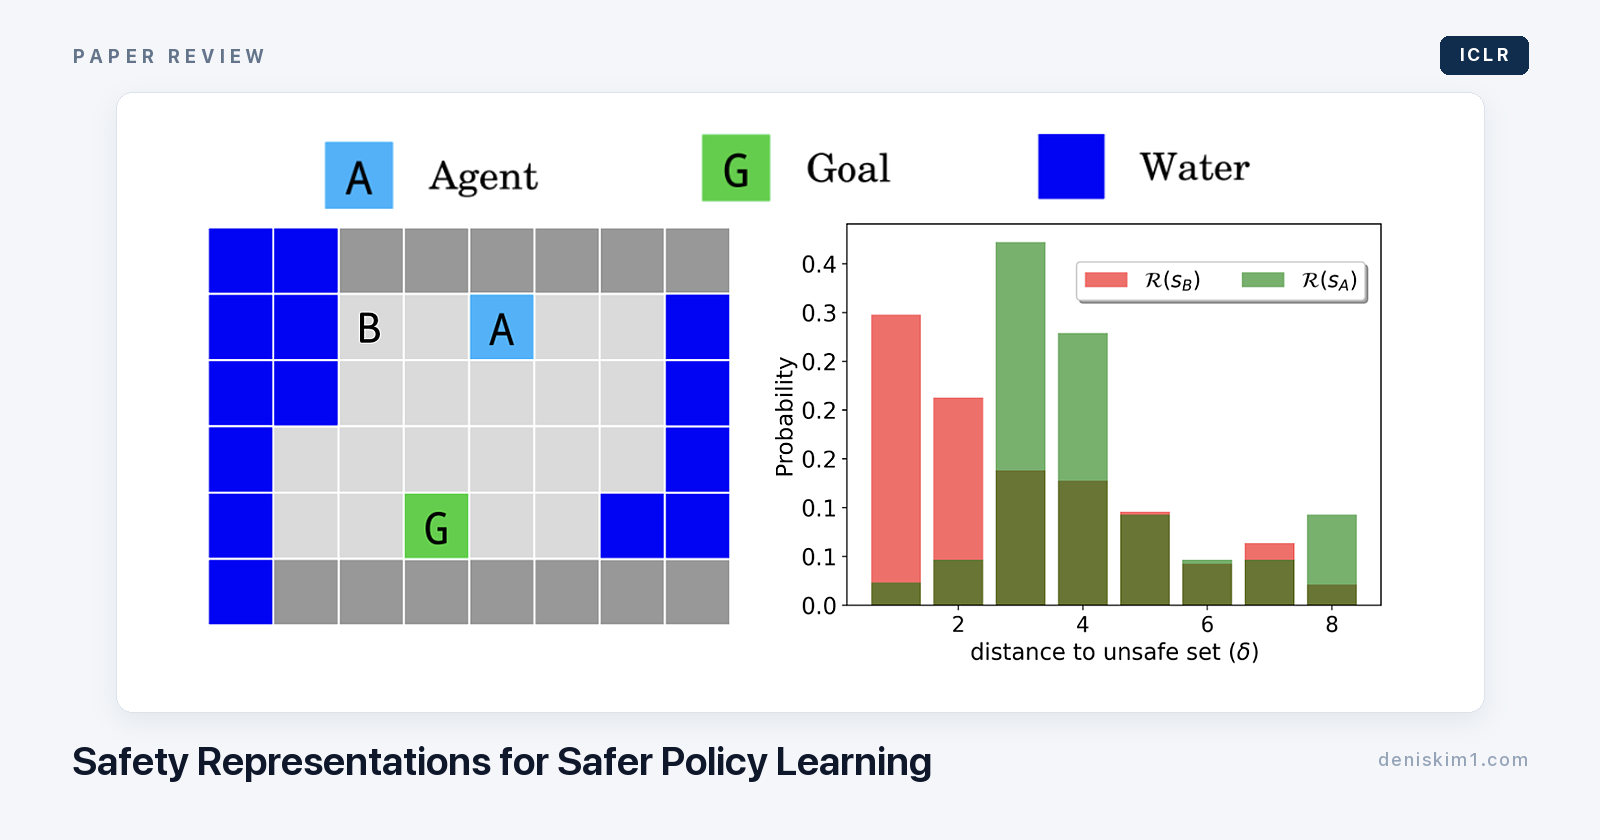 PAPER REVIEW
ICLR
A Agent
G Goal
Water
B
A
G
0.4
0.3
0.2
0.2
0.2
0.1
0.1
0.0
Probability
R(s_B) R(s_A)
2 4 6 8
distance to unsafe set (δ)
Safety Representations for Safer Policy Learning
deniskim1.com